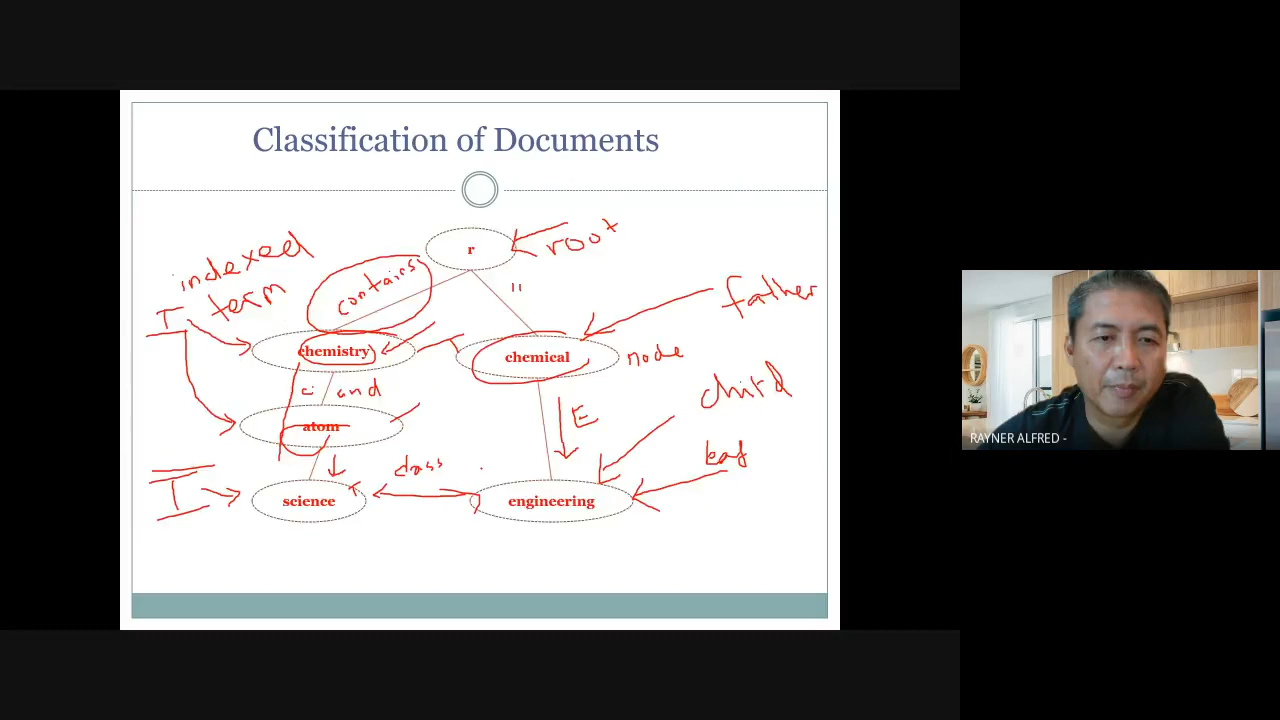 Classification of Documents
r
root
indexed
term
contains
"
father
T
chemistry
chemical
node
and
child
E
atom
class
leaf
T
science
T
engineering
RAYNER ALFRED -